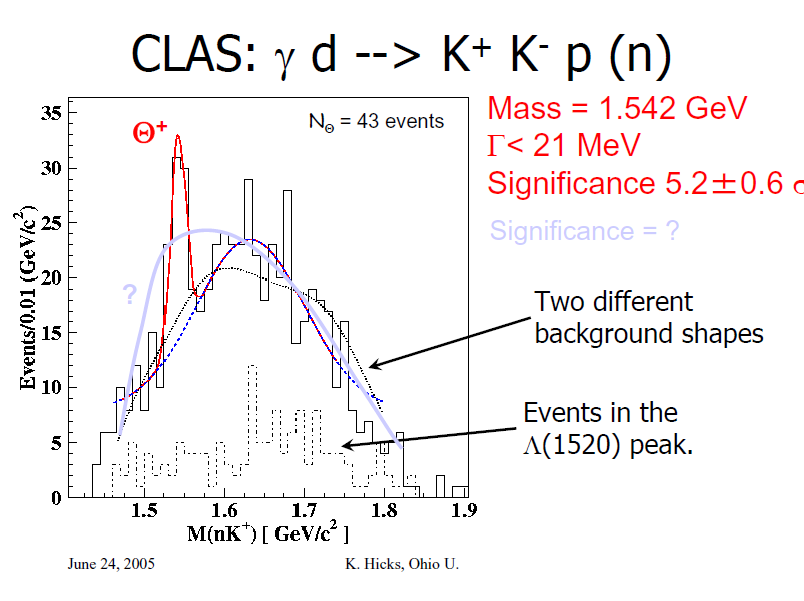 CLAS: γ d --> K+ K- p (n)
Θ+
NΘ = 43 events
Mass = 1.542 GeV
Γ< 21 MeV
Significance 5.2±0.6 σ
Significance = ?
?
Two different
background shapes
Events in the
Λ(1520) peak.
Events/0.01 (GeV/c2)
35
30
25
20
15
10
5
0
1.5 1.6 1.7 1.8 1.9
M(nK+) [ GeV/c2 ]
June 24, 2005
K. Hicks, Ohio U.